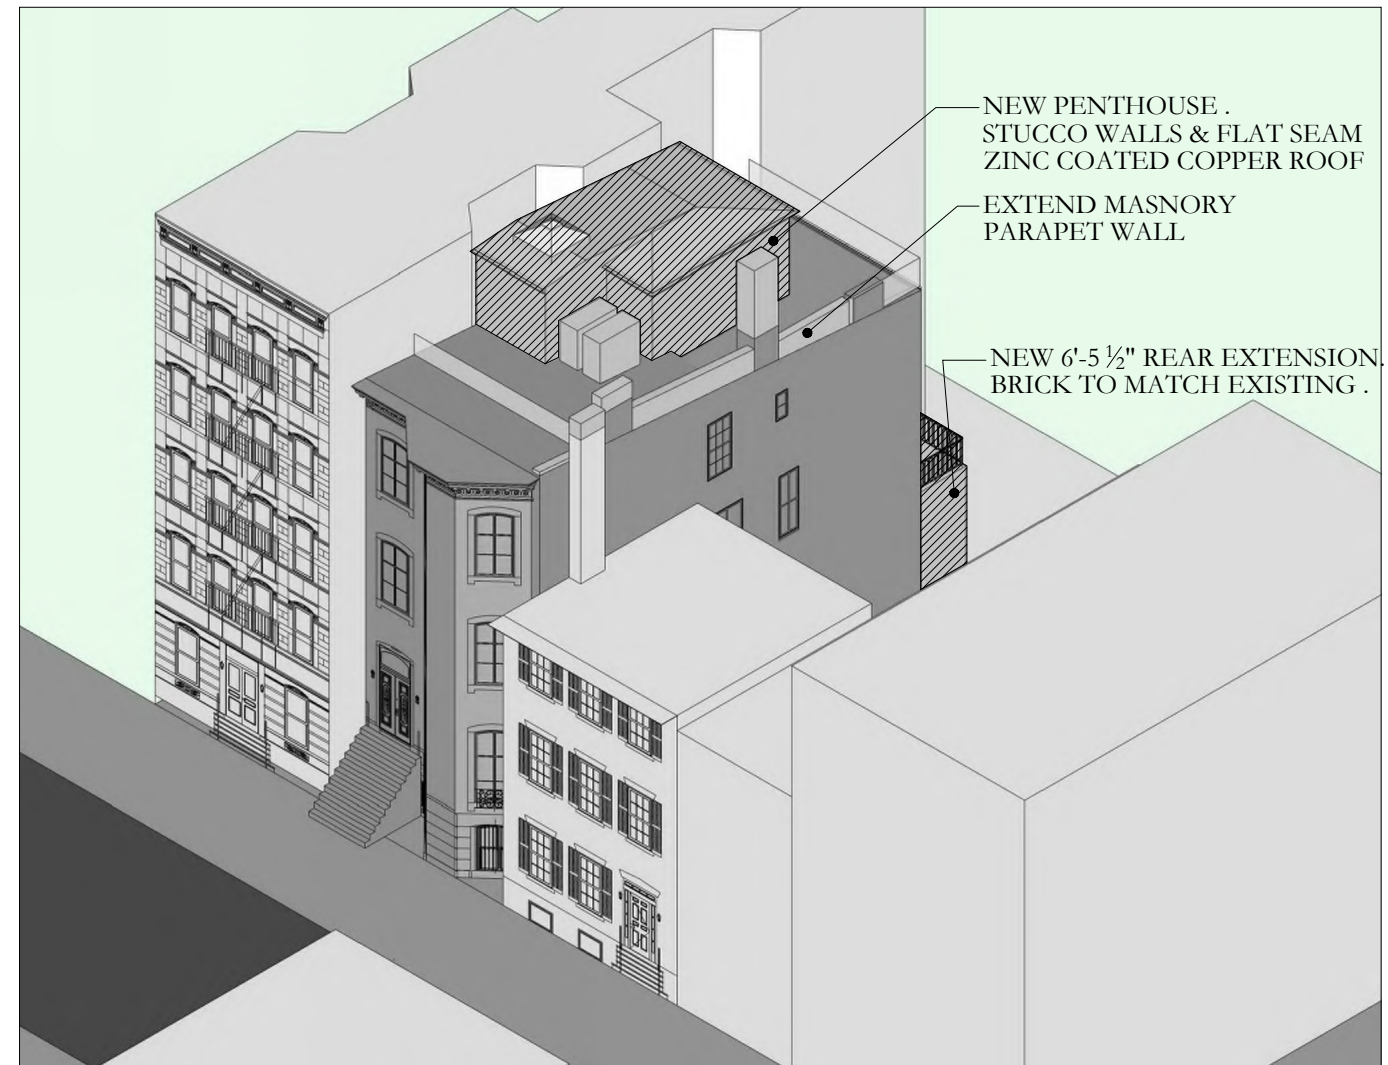 NEW PENTHOUSE .
STUCCO WALLS & FLAT SEAM
ZINC COATED COPPER ROOF
EXTEND MASNORY
PARAPET WALL
NEW 6'-5 ½" REAR EXTENSION.
BRICK TO MATCH EXISTING .